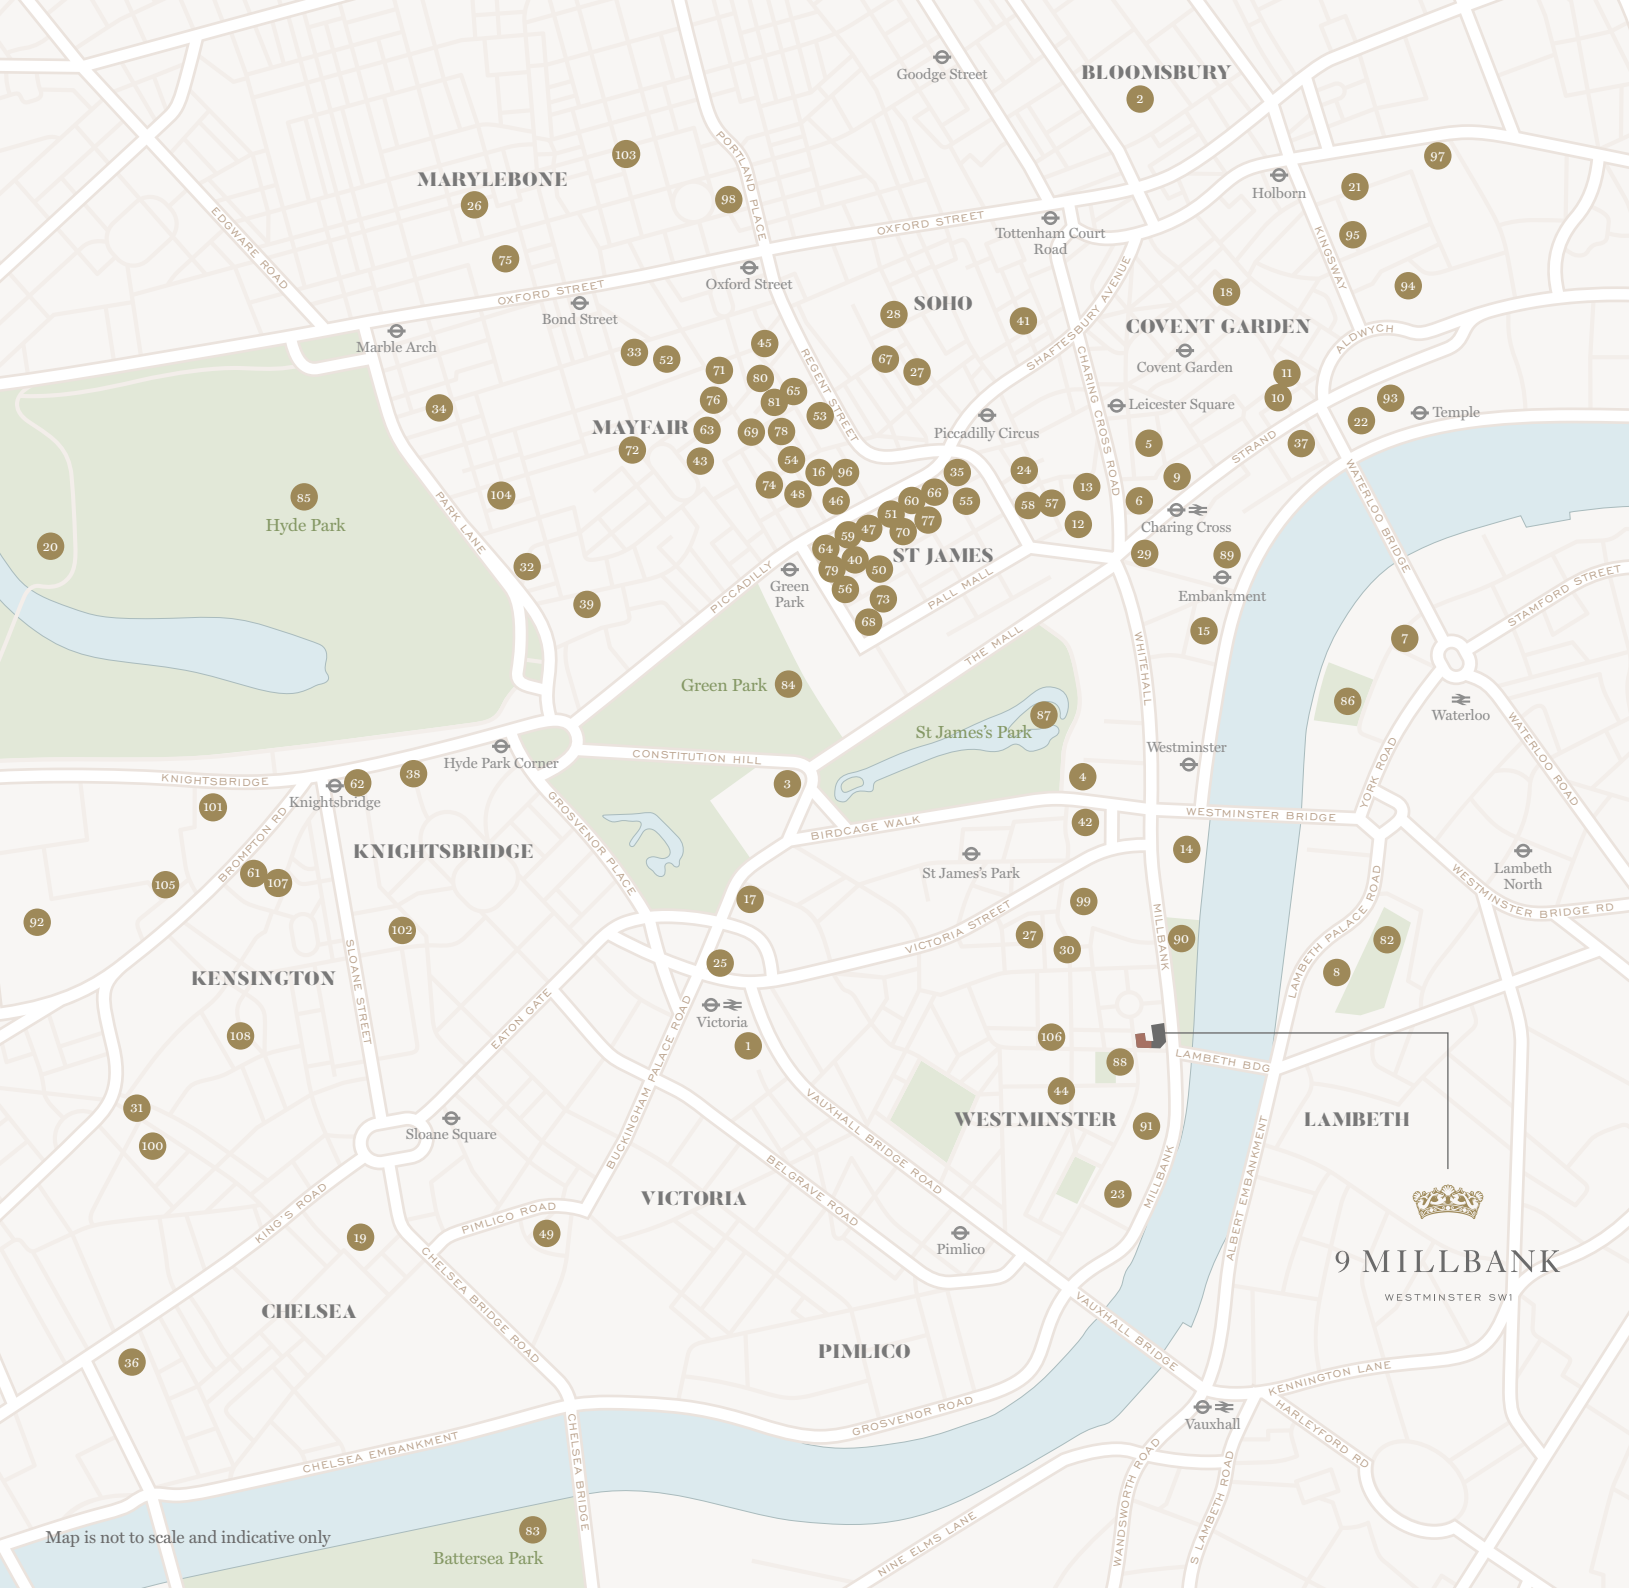 Goodge Street
BLOOMSBURY
2
103
97
PORTLAND PLACE
MARYLEBONE
26
98
Holborn
21
EDGWARE ROAD
OXFORD STREET
Tottenham Court
Road
95
KINGSWAY
75
Oxford Street
SHAFTESBURY AVENUE
94
18
OXFORD STREET
Bond Street
SOHO
28
41
COVENT GARDEN
ALDWYCH
Marble Arch
33
52
45
REGENT STREET
67
27
CHARING CROSS ROAD
Covent Garden
71
80
65
81
11
10
93
34
76
53
Leicester Square
Temple
22
MAYFAIR
63
69
78
Piccadilly Circus
5
STRAND
37
72
43
54
16
96
35
24
9
WATERLOO BRIDGE
74
48
46
66
60
55
13
6
104
85
PARK LANE
51
77
58
57
12
Charing Cross
Hyde Park
20
59
47
70
64
40
ST JAMES
29
89
32
79
50
Green
Park
PICCADILLY
56
PALL MALL
Embankment
STAMFORD STREET
39
73
68
15
7
THE MALL
WHITEHALL
Green Park
84
86
87
St James's Park
Waterloo
WATERLOO ROAD
Westminster
Hyde Park Corner
CONSTITUTION HILL
YORK ROAD
KNIGHTSBRIDGE
62
38
3
4
Knightsbridge
101
GROSVENOR PLACE
BIRDCAGE WALK
42
WESTMINSTER BRIDGE
BROMPTON RD
KNIGHTSBRIDGE
St James's Park
14
Lambeth
North
61
107
105
17
99
WESTMINSTER BRIDGE RD
LAMBETH PALACE ROAD
92
102
VICTORIA STREET
27
30
MILLBANK
90
82
SLOANE STREET
25
8
KENSINGTON
EATON GATE
Victoria
1
108
106
LAMBETH BDG
88
BUCKINGHAM PALACE ROAD
44
31
Sloane Square
VAUXHALL BRIDGE ROAD
WESTMINSTER
91
LAMBETH
100
BELGRAVE ROAD
MILLBANK
ALBERT EMBANKMENT
KING'S ROAD
VICTORIA
23
PIMLICO ROAD
19
49
Pimlico
9 MILLBANK
WESTMINSTER SW1
CHELSEA BRIDGE ROAD
CHELSEA
VAUXHALL BRIDGE
36
PIMLICO
KENNINGTON LANE
GROSVENOR ROAD
Vauxhall
HARLEYFORD RD
CHELSEA EMBANKMENT
CHELSEA BRIDGE
WANDSWORTH ROAD
S LAMBETH ROAD
Map is not to scale and indicative only
83
Battersea Park
NINE ELMS LANE